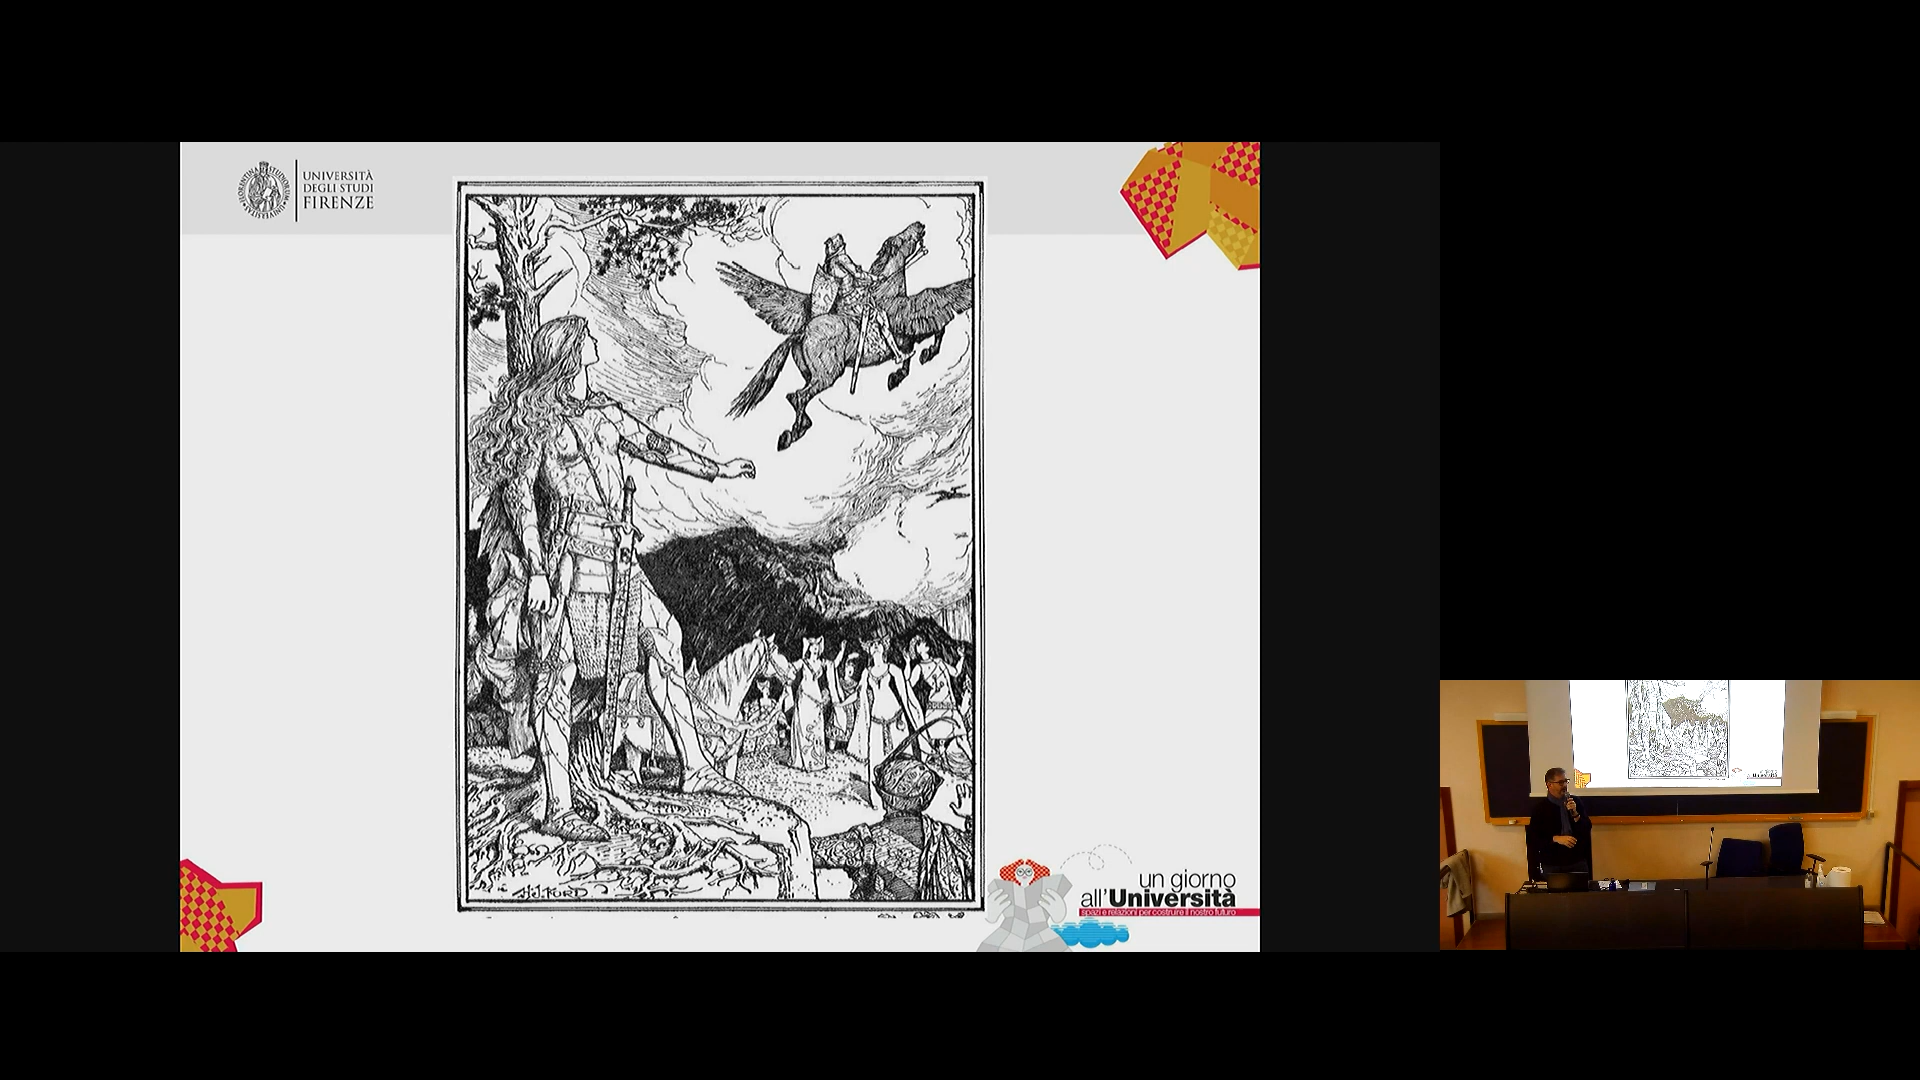 UNIVERSITÀ
DEGLI STUDI
FIRENZE
H.J. FORD
un giorno
all'Università
spazi e relazioni per costruire il nostro futuro